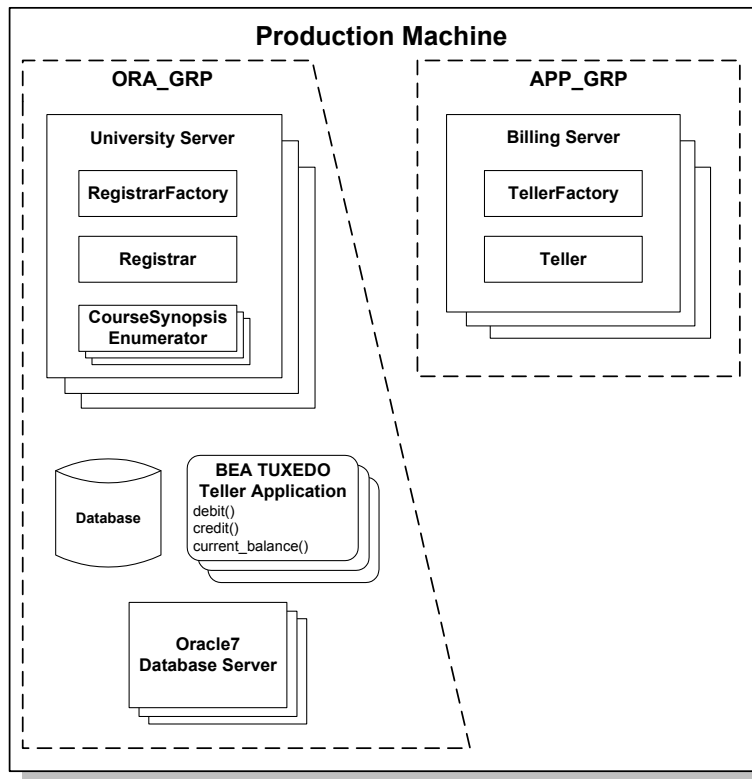 Production Machine
ORA_GRP
APP_GRP
University Server
RegistrarFactory
Registrar
CourseSynopsis
Enumerator
Billing Server
TellerFactory
Teller
Database
BEA TUXEDO
Teller Application
debit()
credit()
current_balance()
Oracle7
Database Server